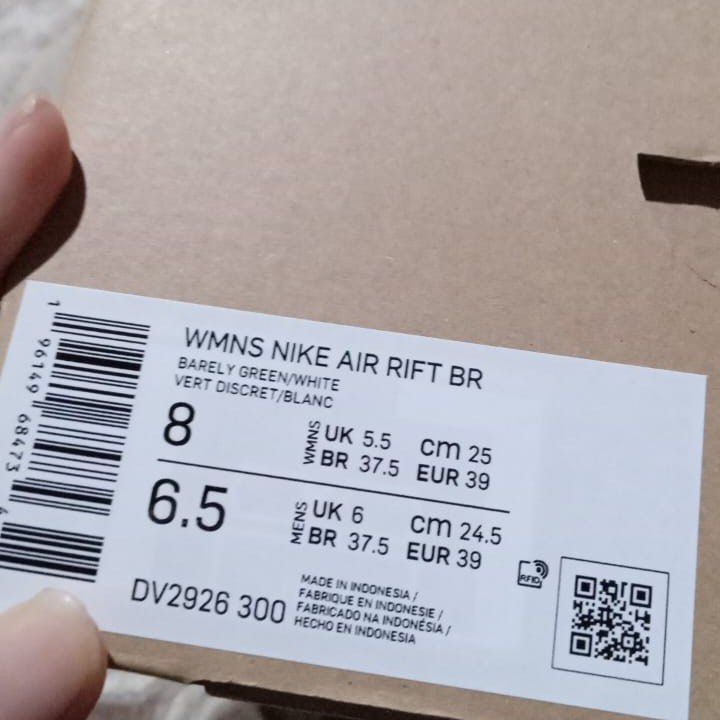 WMNS NIKE AIR RIFT BR
BARELY GREEN/WHITE
VERT DISCRET/BLANC
8 WMNS UK 5.5 cm 25
BR 37.5 EUR 39
6.5 MENS UK 6 cm 24.5
BR 37.5 EUR 39
DV2926 300
MADE IN INDONESIA /
FABRIQUE EN INDONESIE /
FABRICADO NA INDONÉSIA /
HECHO EN INDONESIA
RFID
1 96149 68473